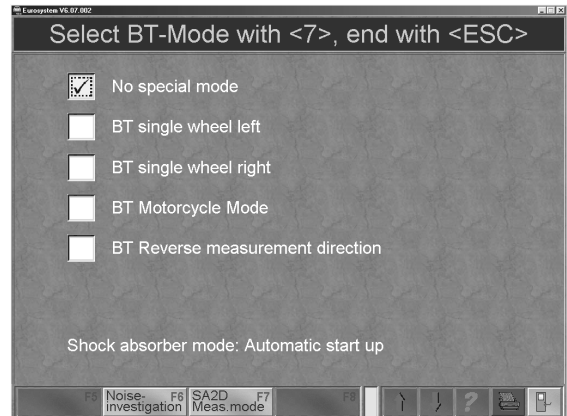 Eurosystem V6.07.002
Select BT-Mode with <7>, end with <ESC>
No special mode
BT single wheel left
BT single wheel right
BT Motorcycle Mode
BT Reverse measurement direction
Shock absorber mode: Automatic start up
F5 Noise- F6 SA2D F7 F8
investigation Meas.mode
?